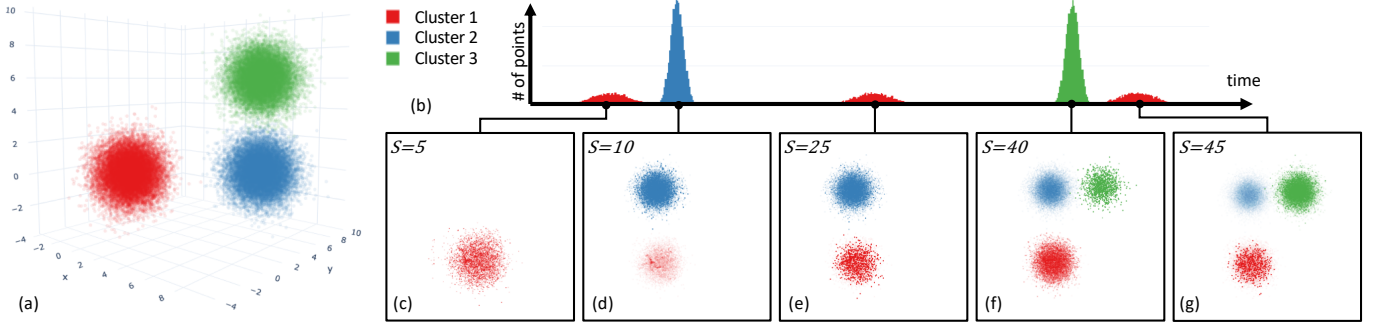 10
8
6
4
2
0
−2
−4
−2
0
2
4
6
8
x
−4
−2
0
2
4
6
8
10
y
(a)
Cluster 1
Cluster 2
Cluster 3
(b)
# of points
time
S=5
(c)
S=10
(d)
S=25
(e)
S=40
(f)
S=45
(g)